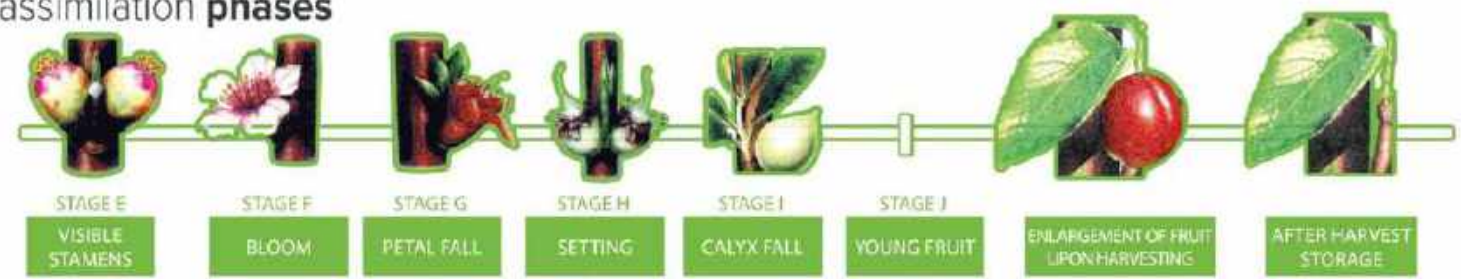 assimilation phases
STAGE E
STAGE F
STAGE G
STAGE H
STAGE I
STAGE J
VISIBLE
STAMENS
BLOOM
PETAL FALL
SETTING
CALYX FALL
YOUNG FRUIT
ENLARGEMENT OF FRUIT
UPON HARVESTING
AFTER HARVEST
STORAGE